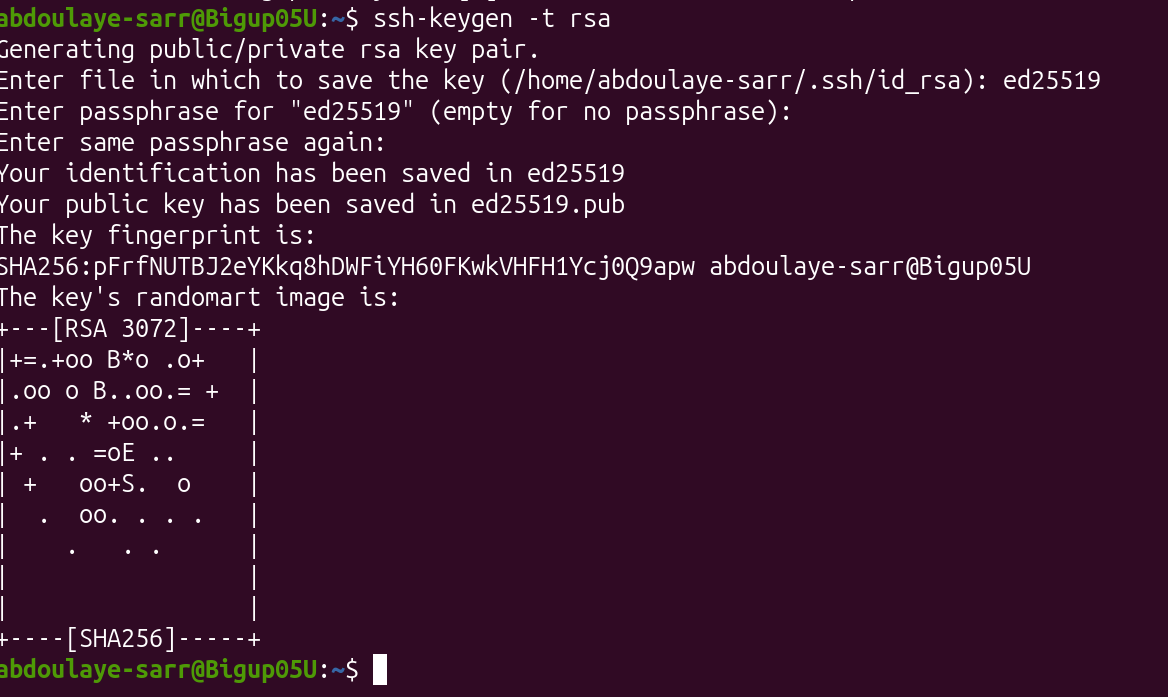 abdoulaye-sarr@Bigup05U:~$ ssh-keygen -t rsa
Generating public/private rsa key pair.
Enter file in which to save the key (/home/abdoulaye-sarr/.ssh/id_rsa): ed25519
Enter passphrase for "ed25519" (empty for no passphrase):
Enter same passphrase again:
Your identification has been saved in ed25519
Your public key has been saved in ed25519.pub
The key fingerprint is:
SHA256:pFrfNUTBJ2eYKkq8hDWFiYH60FKwkVHFH1Ycj0Q9apw abdoulaye-sarr@Bigup05U
The key's randomart image is:
+---[RSA 3072]----+
|+=.+oo B*o .o+   |
|.oo o B..oo.= +  |
|.+   * +oo.o.=   |
|+ . . =oE ..     |
| +   oo+S.  o    |
|  .  oo. . . .   |
|    .   . .      |
|                 |
|                 |
+----[SHA256]-----+
abdoulaye-sarr@Bigup05U:~$